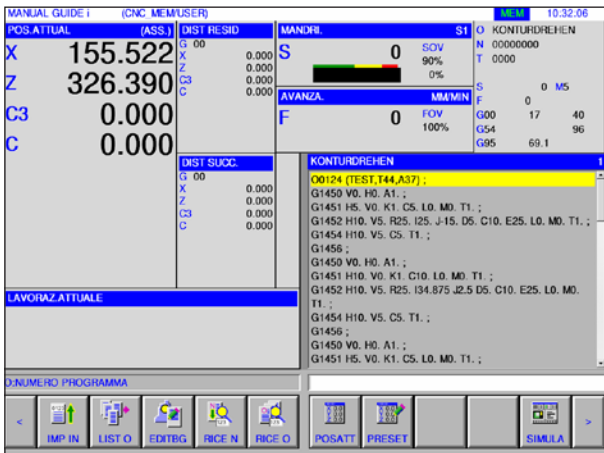 MANUAL GUIDE i (CNC_MEM/USER) MEM 10:32:06
POS.ATTUAL (ASS.)
X 155.522
Z 326.390
C3 0.000
C 0.000
DIST RESID
G 00
X 0.000
Z 0.000
C3 0.000
C 0.000
MANDRI. S1
S 0 SOV
90%
0%
AVANZA. MM/MIN
F 0 FOV
100%
O KONTURDREHEN
N 00000000
T 0000
S 0 M5
F 0
G00 17 40
G54 96
G95 69.1
DIST SUCC.
G 00
X 0.000
Z 0.000
C3 0.000
C 0.000
KONTURDREHEN 1
O0124 (TEST,T44,A37) ;
G1450 V0. H0. A1. ;
G1451 H5. V0. K1. C5. L0. M0. T1. ;
G1452 H10. V5. R25. I25. J-15. D5. C10. E25. L0. M0. T1. ;
G1454 H10. V5. C5. T1. ;
G1456 ;
G1450 V0. H0. A1. ;
G1451 H10. V0. K1. C10. L0. M0. T1. ;
G1452 H10. V5. R25. I34.875 J2.5 D5. C10. E25. L0. M0.
T1. ;
G1454 H10. V5. C5. T1. ;
G1456 ;
G1450 V0. H0. A1. ;
G1451 H5. V0. K1. C5. L0. M0. T1. ;
LAVORAZ.ATTUALE
O:NUMERO PROGRAMMA
< IMP IN LIST O EDITBG RICE N RICE O POSATT PRESET SIMULA >